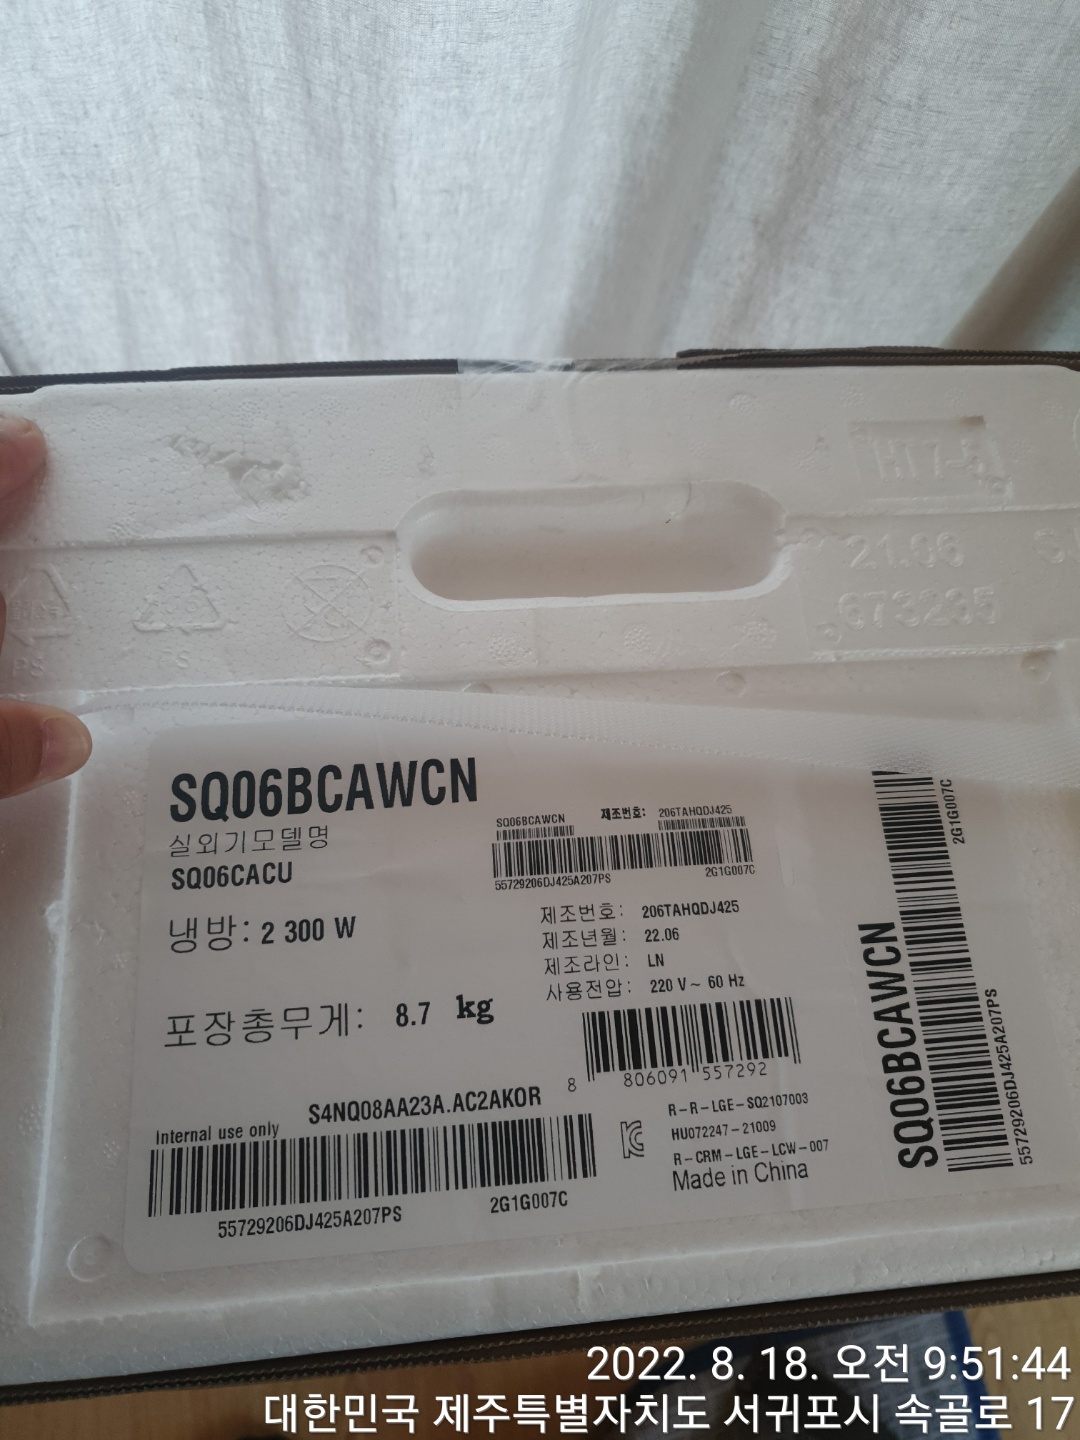 HT7-5
21.06
673235
PS
PS
SQ06BCAWCN
실외기모델명
SQ06CACU
냉방: 2 300 W
포장총무게: 8.7 kg
SQ06BCAWCN 제조번호: 206TAHQDJ425
55729206DJ425A207PS 2G1G007C
제조번호: 206TAHQDJ425
제조년월: 22.06
제조라인: LN
사용전압: 220 V ~ 60 Hz
8 806091 557292
S4NQ08AA23A.AC2AKOR
Internal use only
55729206DJ425A207PS 2G1G007C
R-R-LGE-SQ2107003
HU072247-21009
R-CRM-LGE-LCW-007
Made in China
SQ06BCAWCN
55729206DJ425A207PS
2G1G007C
2022. 8. 18. 오전 9:51:44
대한민국 제주특별자치도 서귀포시 속골로 17